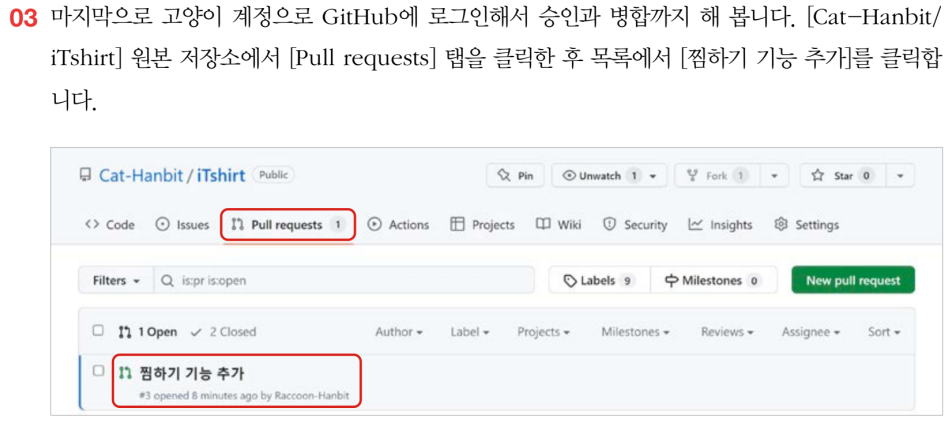 03 마지막으로 고양이 계정으로 GitHub에 로그인해서 승인과 병합까지 해 봅니다. [Cat-Hanbit/
iTshirt] 원본 저장소에서 [Pull requests] 탭을 클릭한 후 목록에서 [찜하기 기능 추가]를 클릭합
니다.
Cat-Hanbit / iTshirt Public Pin Unwatch 1 Fork 1 Star 0
<> Code Issues Pull requests 1 Actions Projects Wiki Security Insights Settings
Filters is:pr is:open Labels 9 Milestones 0 New pull request
1 Open 2 Closed Author Label Projects Milestones Reviews Assignee Sort
찜하기 기능 추가
#3 opened 8 minutes ago by Raccoon-Hanbit